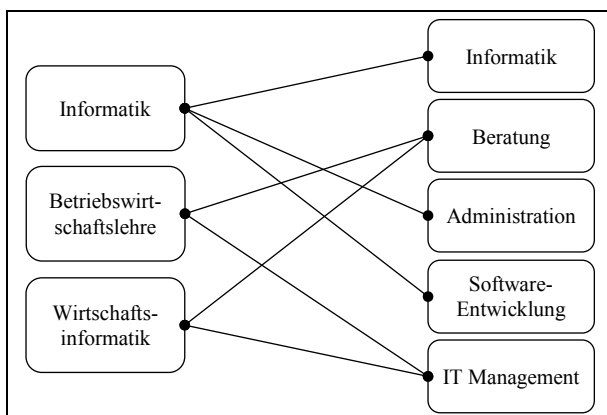 Informatik
Betriebswirt-
schaftslehre
Wirtschafts-
informatik
Informatik
Beratung
Administration
Software-
Entwicklung
IT Management